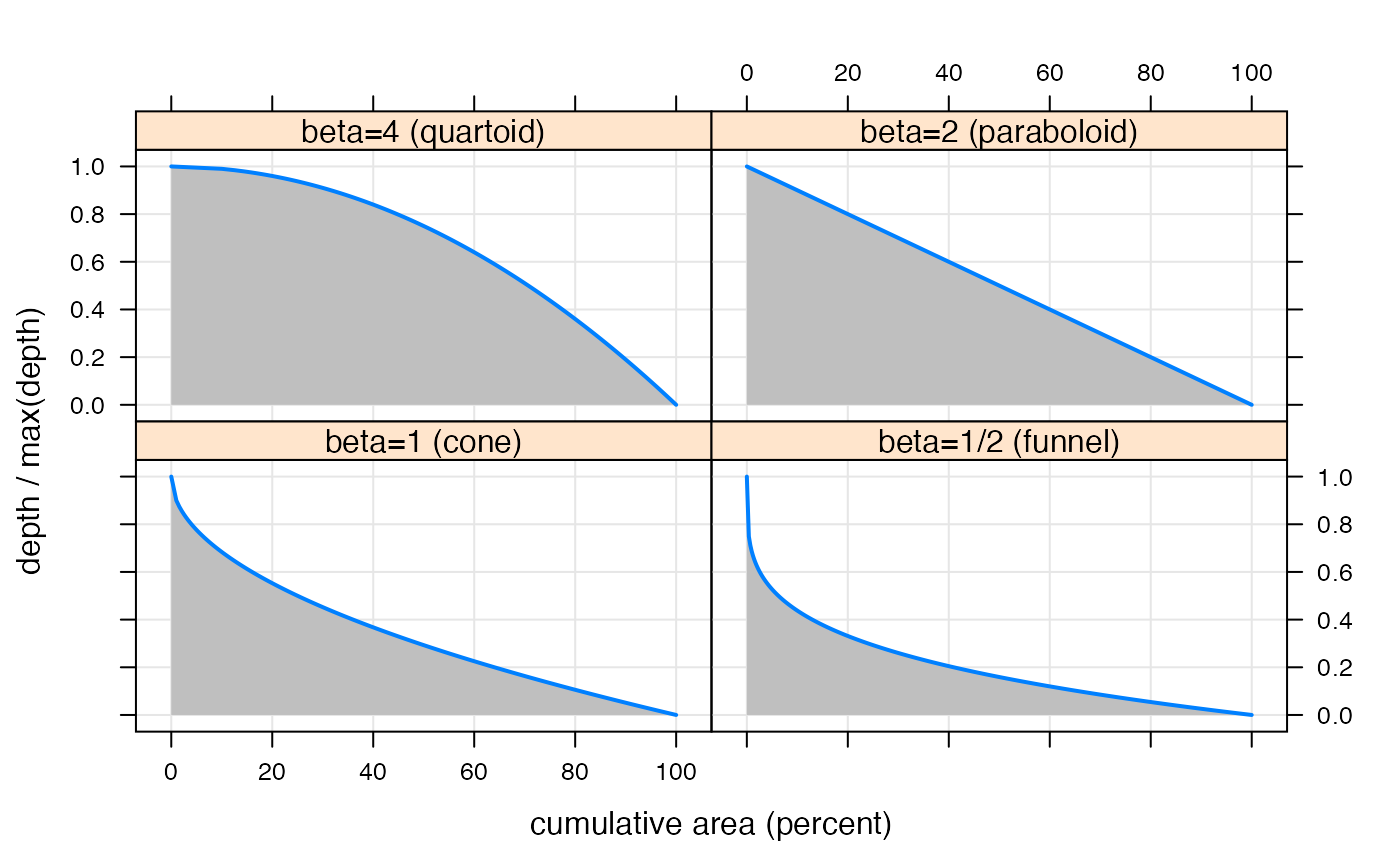 0 20 40 60 80 100
beta=4 (quartoid) beta=2 (paraboloid)
1.0
0.8
0.6
0.4
0.2
0.0
depth / max(depth)
beta=1 (cone) beta=1/2 (funnel)
1.0
0.8
0.6
0.4
0.2
0.0
0 20 40 60 80 100
cumulative area (percent)